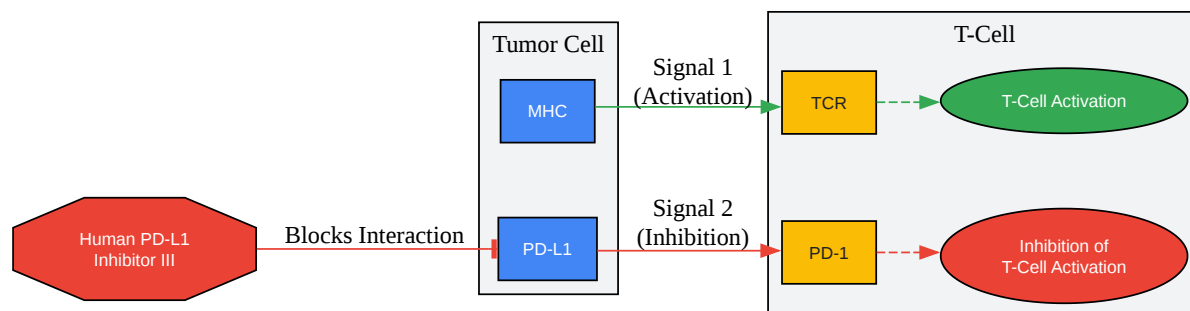 Tumor Cell
T-Cell
Signal 1
(Activation)
MHC
TCR
T-Cell Activation
Signal 2
(Inhibition)
Human PD-L1
Inhibitor III
Blocks Interaction
PD-L1
PD-1
Inhibition of
T-Cell Activation